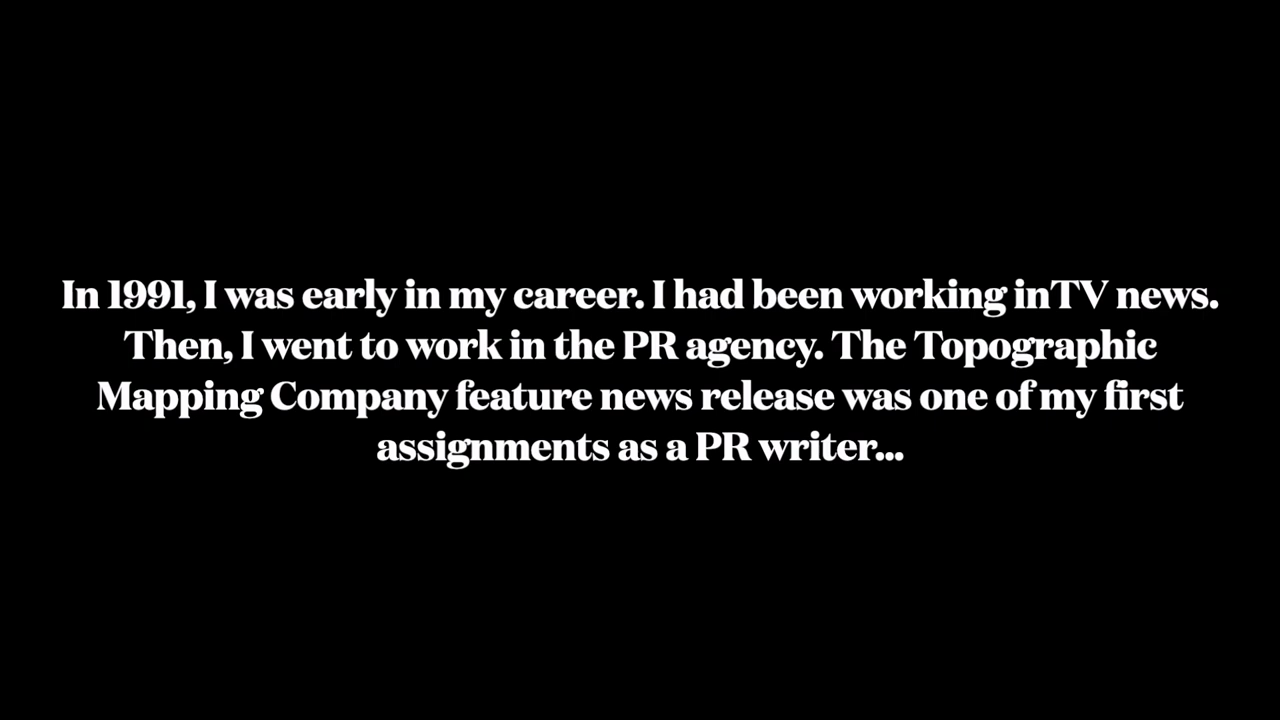 In 1991, I was early in my career. I had been working inTV news.
Then, I went to work in the PR agency. The Topographic
Mapping Company feature news release was one of my first
assignments as a PR writer...